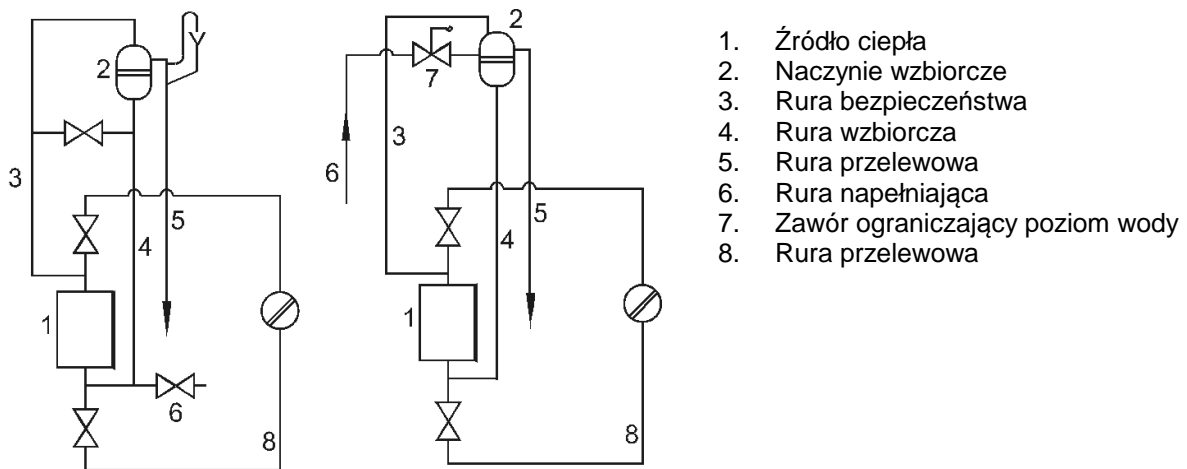 2
3
4
5
1
6
8
2
7
3
6
5
4
1
8
1. Źródło ciepła
2. Naczynie wzbiorcze
3. Rura bezpieczeństwa
4. Rura wzbiorcza
5. Rura przelewowa
6. Rura napełniająca
7. Zawór ograniczający poziom wody
8. Rura przelewowa